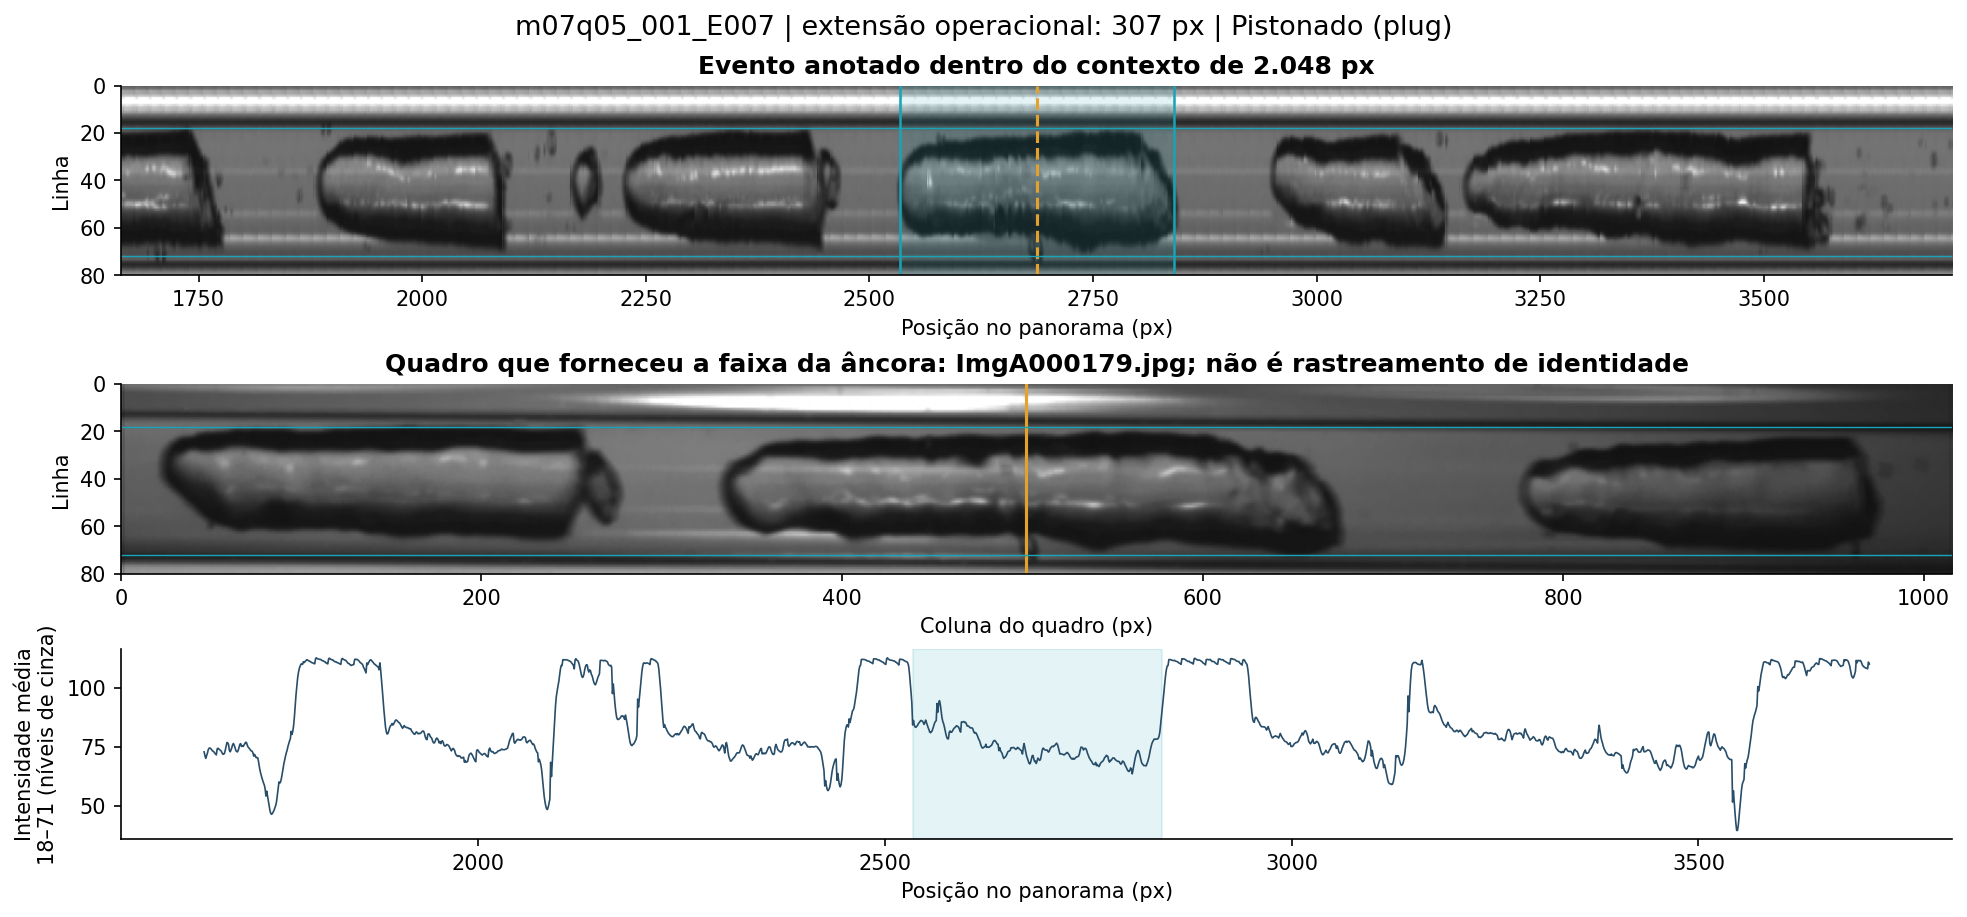 m07q05_001_E007 | extensão operacional: 307 px | Pistonado (plug)
Evento anotado dentro do contexto de 2.048 px
0
20
40
60
80
Linha
1750 2000 2250 2500 2750 3000 3250 3500
Posição no panorama (px)
Quadro que forneceu a faixa da âncora: ImgA000179.jpg; não é rastreamento de identidade
0
20
40
60
80
Linha
0 200 400 600 800 1000
Coluna do quadro (px)
Intensidade média
18–71 (níveis de cinza)
100
75
50
2000 2500 3000 3500
Posição no panorama (px)